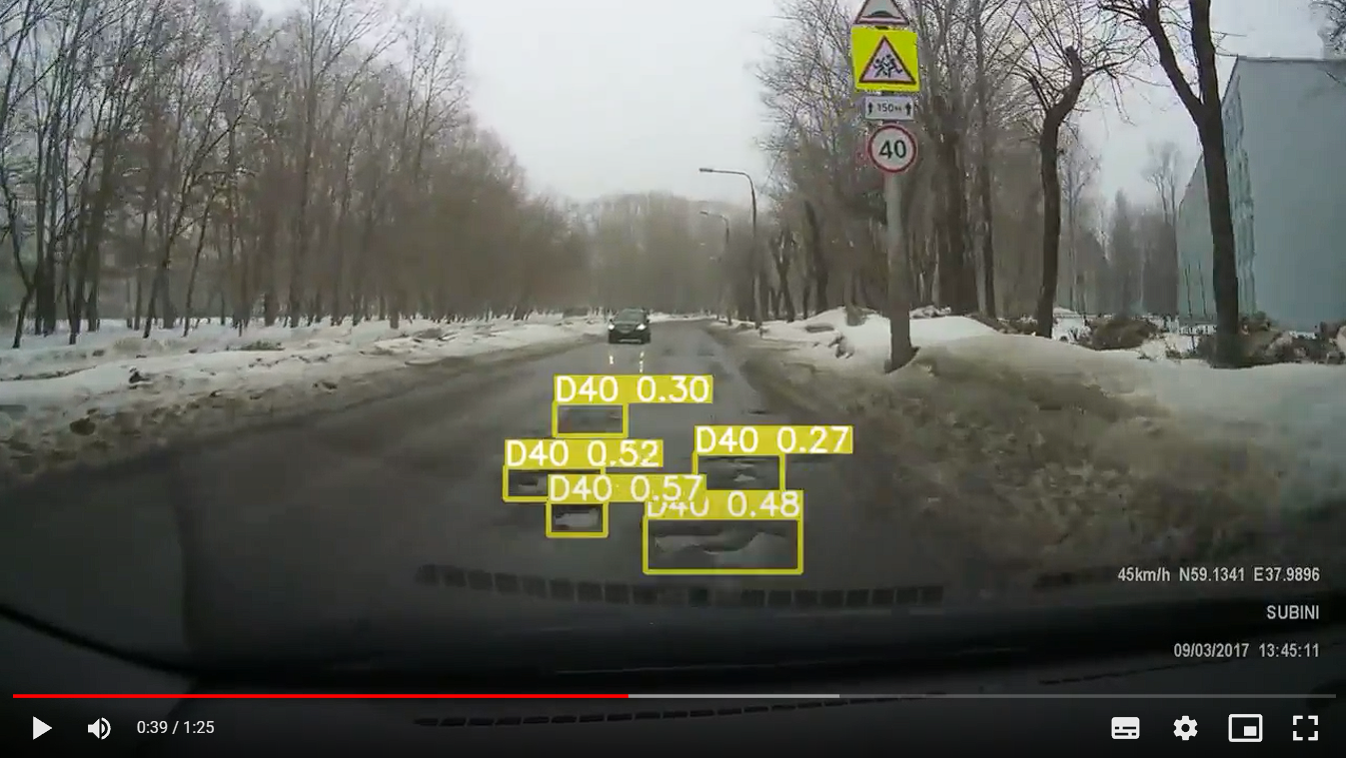 150м
40
D40 0.30
D40 0.27
D40 0.52
D40 0.57
D40 0.48
45km/h N59.1341 E37.9896
SUBINI
09/03/2017 13:45:11
0:39 / 1:25